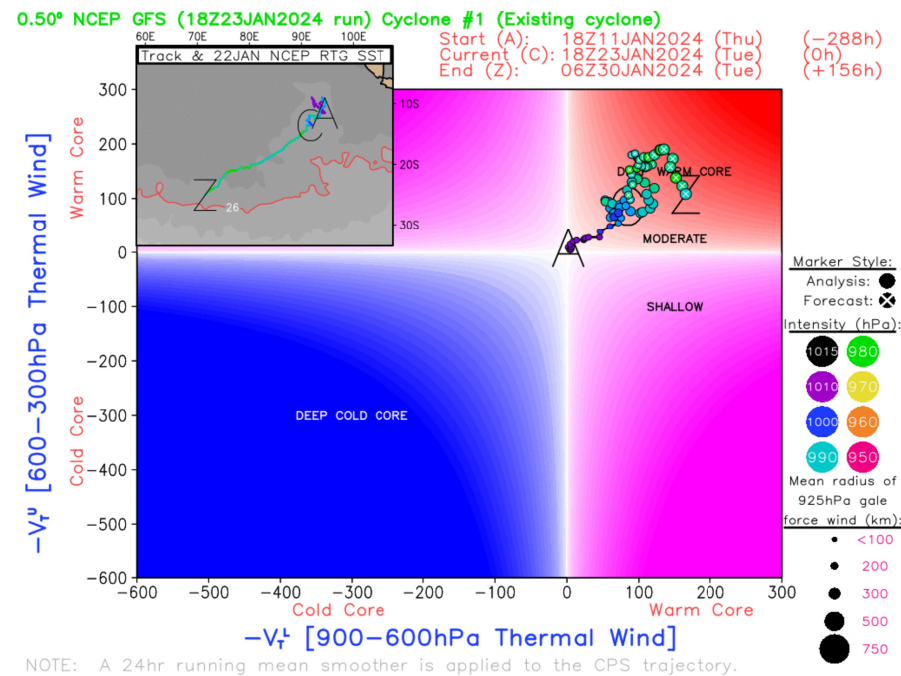 0.50° NCEP GFS (18Z23JAN2024 run) Cyclone #1 (Existing cyclone)
Start (A): 18Z11JAN2024 (Thu) (−288h)
Current (C): 18Z23JAN2024 (Tue) (0h)
End (Z): 06Z30JAN2024 (Tue) (+156h)
60E 70E 80E 90E 100E
Track & 22JAN NCEP RTG SST
10S
20S
30S
26
A
C
Z
−V_T^U [600−300hPa Thermal Wind]
Warm Core
Cold Core
300
200
100
0
−100
−200
−300
−400
−500
−600
DEEP WARM CORE
Z
MODERATE
A
SHALLOW
DEEP COLD CORE
−600 −500 −400 −300 −200 −100 0 100 200 300
Cold Core Warm Core
−V_T^L [900−600hPa Thermal Wind]
NOTE: A 24hr running mean smoother is applied to the CPS trajectory.
Marker Style:
Analysis:
Forecast:
Intensity (hPa):
1015 980
1010 970
1000 960
990 950
Mean radius of
925hPa gale
force wind (km):
<100
200
300
500
750